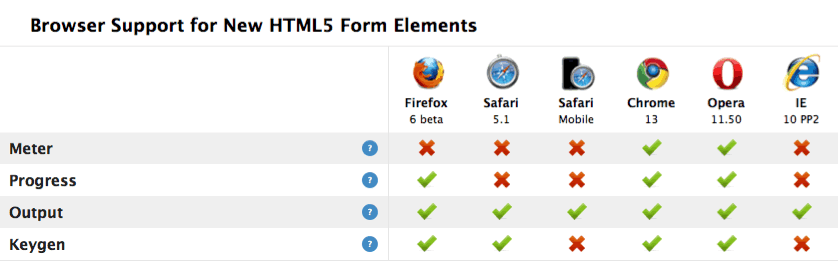 Browser Support for New HTML5 Form Elements
Firefox Safari Safari Chrome Opera IE
6 beta 5.1 Mobile 13 11.50 10 PP2
Meter ?
Progress ?
Output ?
Keygen ?